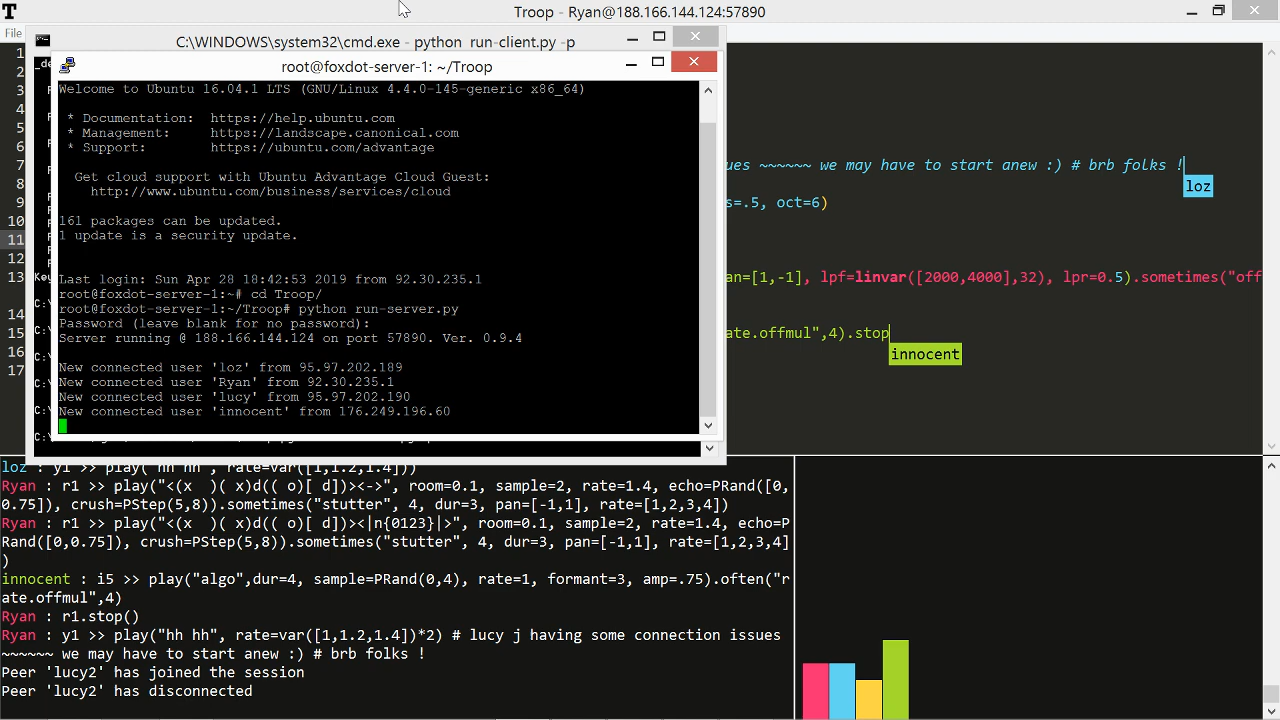 Troop - Ryan@188.166.144.124:57890
File
C:\WINDOWS\system32\cmd.exe - python run-client.py -p
root@foxdot-server-1: ~/Troop
Welcome to Ubuntu 16.04.1 LTS (GNU/Linux 4.4.0-145-generic x86_64)
* Documentation: https://help.ubuntu.com
* Management: https://landscape.canonical.com
* Support: https://ubuntu.com/advantage
Get cloud support with Ubuntu Advantage Cloud Guest:
http://www.ubuntu.com/business/services/cloud
161 packages can be updated.
1 update is a security update.
Last login: Sun Apr 28 18:42:53 2019 from 92.30.235.1
root@foxdot-server-1:~# cd Troop/
root@foxdot-server-1:~/Troop# python run-server.py
Password (leave blank for no password):
Server running @ 188.166.144.124 on port 57890. Ver. 0.9.4
New connected user 'loz' from 95.97.202.189
New connected user 'Ryan' from 92.30.235.1
New connected user 'lucy' from 95.97.202.190
New connected user 'innocent' from 176.249.196.60
1
2
3
4
5
6
7
8
9
10
11
12
13
14
15
16
17
ues ~~~~~~ we may have to start anew :) # brb folks !
loz
s=.5, oct=6)
an=[1,-1], lpf=linvar([2000,4000],32), lpr=0.5).sometimes("off
ate.offmul",4).stop
innocent
loz : y1 >> play("hh hh", rate=var([1,1.2,1.4]))
Ryan : r1 >> play("<(x  )( x)d(( o)[ d])><->", room=0.1, sample=2, rate=1.4, echo=PRand([0,
0.75]), crush=PStep(5,8)).sometimes("stutter", 4, dur=3, pan=[-1,1], rate=[1,2,3,4])
Ryan : r1 >> play("<(x  )( x)d(( o)[ d])><|n{0123}|>", room=0.1, sample=2, rate=1.4, echo=P
Rand([0,0.75]), crush=PStep(5,8)).sometimes("stutter", 4, dur=3, pan=[-1,1], rate=[1,2,3,4]
)
innocent : i5 >> play("algo",dur=4, sample=PRand(0,4), rate=1, formant=3, amp=.75).often("r
ate.offmul",4)
Ryan : r1.stop()
Ryan : y1 >> play("hh hh", rate=var([1,1.2,1.4])*2) # lucy j having some connection issues
~~~~~~ we may have to start anew :) # brb folks !
Peer 'lucy2' has joined the session
Peer 'lucy2' has disconnected